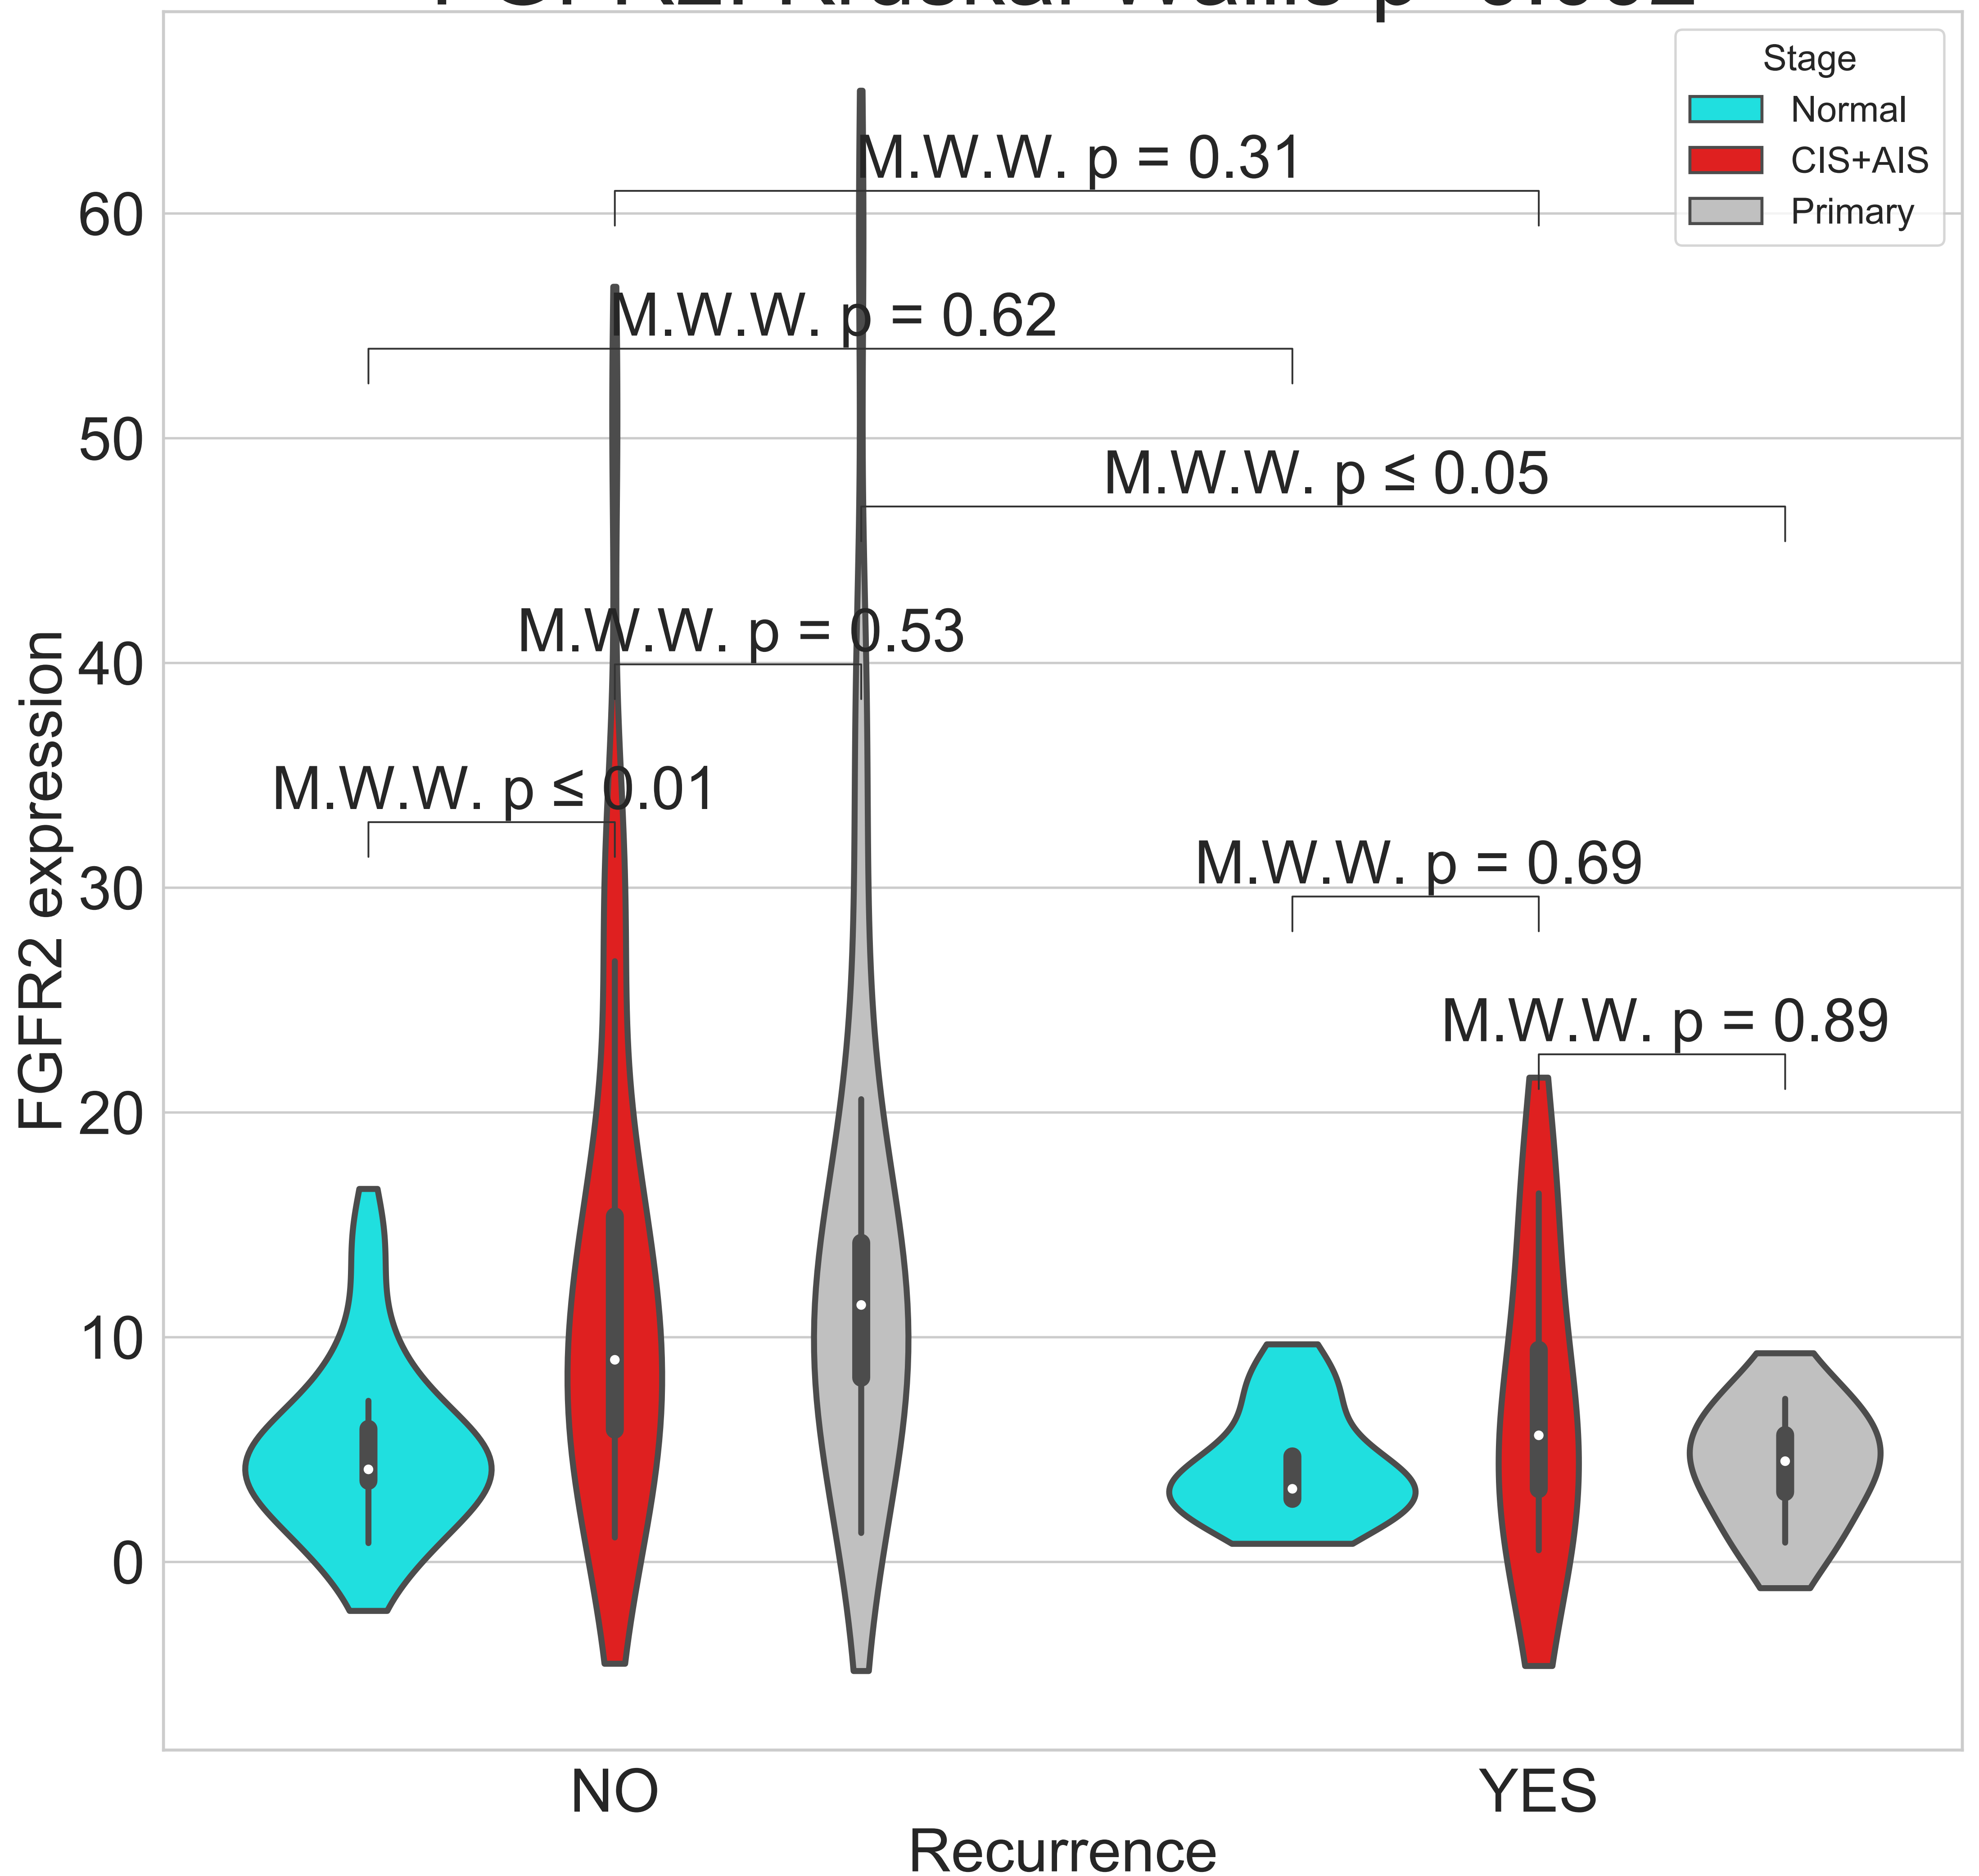 Stage
Normal
CIS+AIS
Primary
M.W.W. p = 0.31
M.W.W. p = 0.62
M.W.W. p ≤ 0.05
M.W.W. p = 0.53
M.W.W. p ≤ 0.01
M.W.W. p = 0.69
M.W.W. p = 0.89
FGFR2 expression
60
50
40
30
20
10
0
NO
YES
Recurrence